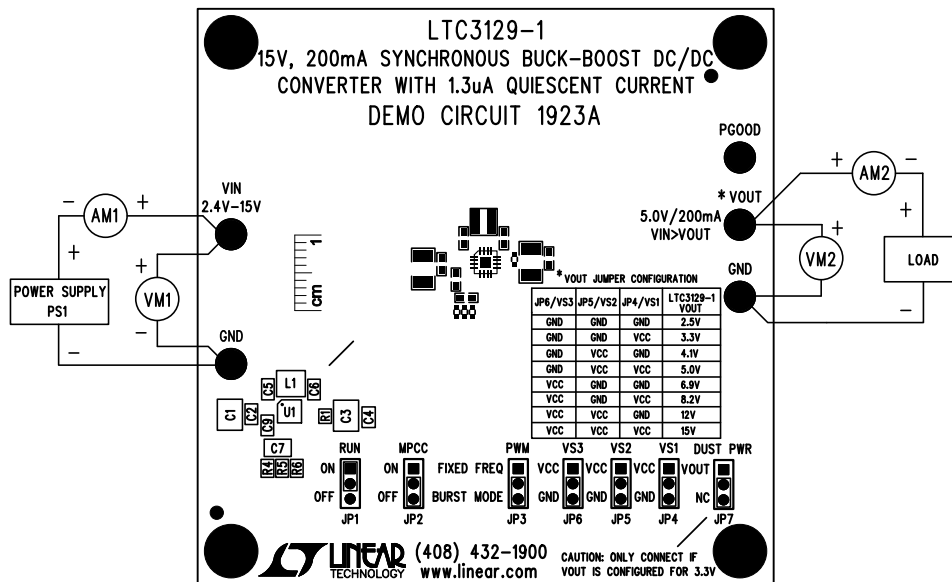 LTC3129-1
15V, 200mA SYNCHRONOUS BUCK-BOOST DC/DC
CONVERTER WITH 1.3uA QUIESCENT CURRENT
DEMO CIRCUIT 1923A
PGOOD
+ AM2 -
VIN
* VOUT
- AM1 +
2.4V-15V
5.0V/200mA
VIN>VOUT
+
+
+
+
1
cm
VM2
LOAD
GND
POWER SUPPLY
PS1
VM1
* VOUT JUMPER CONFIGURATION
-
-
JP6/VS3 JP5/VS2 JP4/VS1 LTC3129-1 VOUT
GND GND GND 2.5V
GND GND VCC 3.3V
GND VCC GND 4.1V
GND VCC VCC 5.0V
VCC GND GND 6.9V
VCC GND VCC 8.2V
VCC VCC GND 12V
VCC VCC VCC 15V
GND
-
-
C5 L1 C6
C1 C2 U1 R1 C3 C4
C9
C7
R4 R5 R6
RUN MPCC PWM VS3 VS2 VS1 DUST PWR
ON ON FIXED FREQ VCC VCC VCC VOUT
OFF OFF BURST MODE GND GND GND NC
JP1 JP2 JP3 JP6 JP5 JP4 JP7
LT LINEAR TECHNOLOGY
(408) 432-1900
www.linear.com
CAUTION: ONLY CONNECT IF
VOUT IS CONFIGURED FOR 3.3V